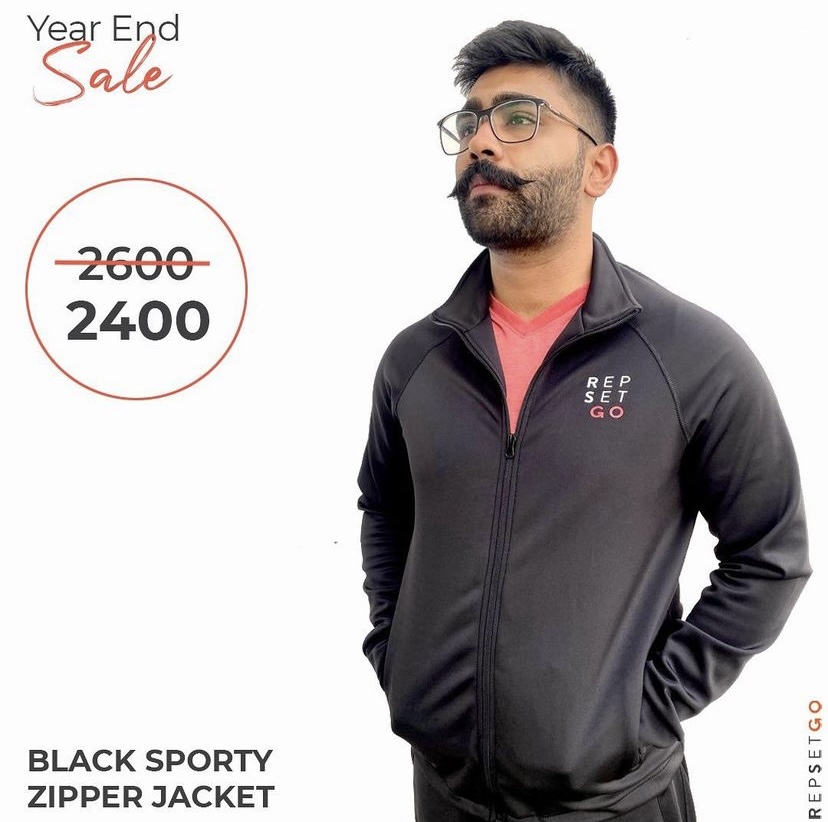 Year End
Sale
2600
2400
REP
SET
GO
BLACK SPORTY
ZIPPER JACKET
REPSETGO